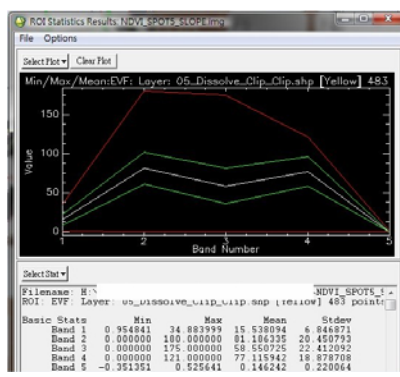 ROI Statistics Results: NDVI_SPOT5_SLOPE.img
File Options
Select Plot Clear Plot
Min/Max/Mean:EVF: Layer: 05_Dissolve_Clip_Clip.shp [Yellow] 483
Value
150
100
50
0
1 2 3 4 5
Band Number
Select Stat
Filename: H:\ NDVI_SPOT5_S
ROI: EVF: Layer: 05_Dissolve_Clip_Clip.shp [Yellow] 483 points
Basic Stats Min Max Mean Stdev
Band 1 0.954841 34.883999 15.538094 6.846871
Band 2 0.000000 180.000000 81.106335 20.450793
Band 3 0.000000 175.000000 58.550725 22.412092
Band 4 0.000000 121.000000 77.115942 18.878708
Band 5 -0.351351 0.525641 0.146242 0.220064